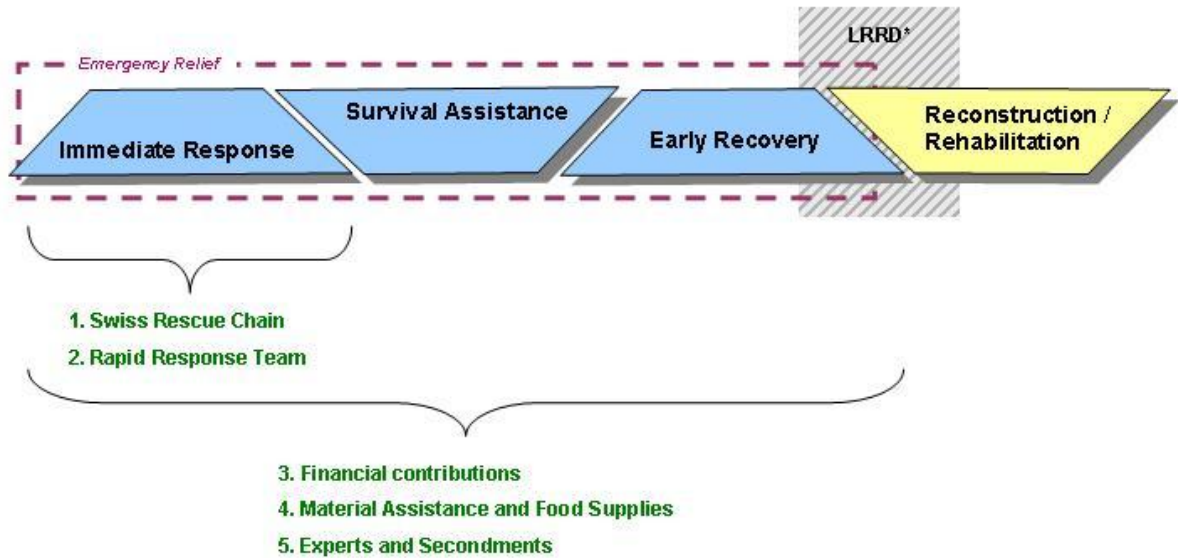 LRRD*
Emergency Relief
Immediate Response
Survival Assistance
Early Recovery
Reconstruction /
Rehabilitation
1. Swiss Rescue Chain
2. Rapid Response Team
3. Financial contributions
4. Material Assistance and Food Supplies
5. Experts and Secondments